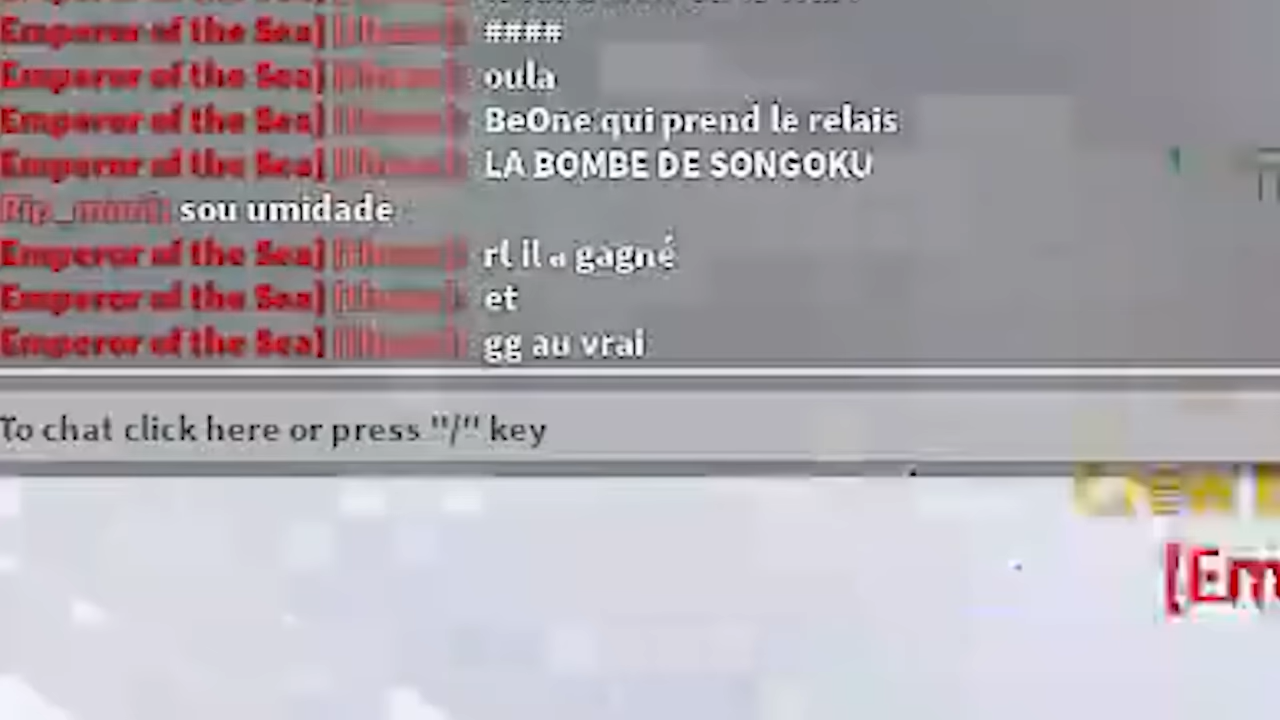 Emperor of the Sea] ####
Emperor of the Sea] oula
Emperor of the Sea] BeOne qui prend le relais
Emperor of the Sea] LA BOMBE DE SONGOKU
sou umidade
Emperor of the Sea] rl il a gagné
Emperor of the Sea] et
Emperor of the Sea] gg au vrai
To chat click here or press "/" key
[Em